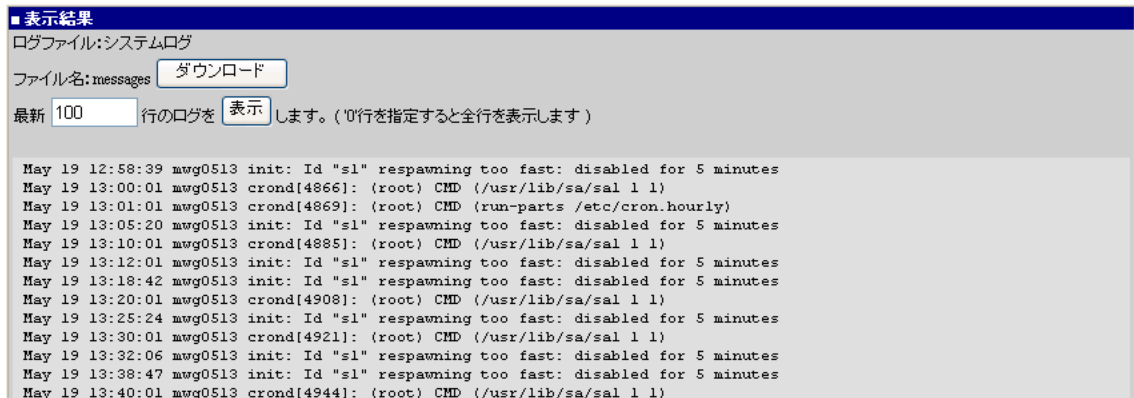 ■表示結果
ログファイル:システムログ
ファイル名:messages ダウンロード
最新 100 行のログを 表示 します。( '0'行を指定すると全行を表示します )
May 19 12:58:39 mwg0513 init: Id "s1" respawning too fast: disabled for 5 minutes
May 19 13:00:01 mwg0513 crond[4866]: (root) CMD (/usr/lib/sa/sa1 1 1)
May 19 13:01:01 mwg0513 crond[4869]: (root) CMD (run-parts /etc/cron.hourly)
May 19 13:05:20 mwg0513 init: Id "s1" respawning too fast: disabled for 5 minutes
May 19 13:10:01 mwg0513 crond[4885]: (root) CMD (/usr/lib/sa/sa1 1 1)
May 19 13:12:01 mwg0513 init: Id "s1" respawning too fast: disabled for 5 minutes
May 19 13:18:42 mwg0513 init: Id "s1" respawning too fast: disabled for 5 minutes
May 19 13:20:01 mwg0513 crond[4908]: (root) CMD (/usr/lib/sa/sa1 1 1)
May 19 13:25:24 mwg0513 init: Id "s1" respawning too fast: disabled for 5 minutes
May 19 13:30:01 mwg0513 crond[4921]: (root) CMD (/usr/lib/sa/sa1 1 1)
May 19 13:32:06 mwg0513 init: Id "s1" respawning too fast: disabled for 5 minutes
May 19 13:38:47 mwg0513 init: Id "s1" respawning too fast: disabled for 5 minutes
May 19 13:40:01 mwg0513 crond[4944]: (root) CMD (/usr/lib/sa/sa1 1 1)